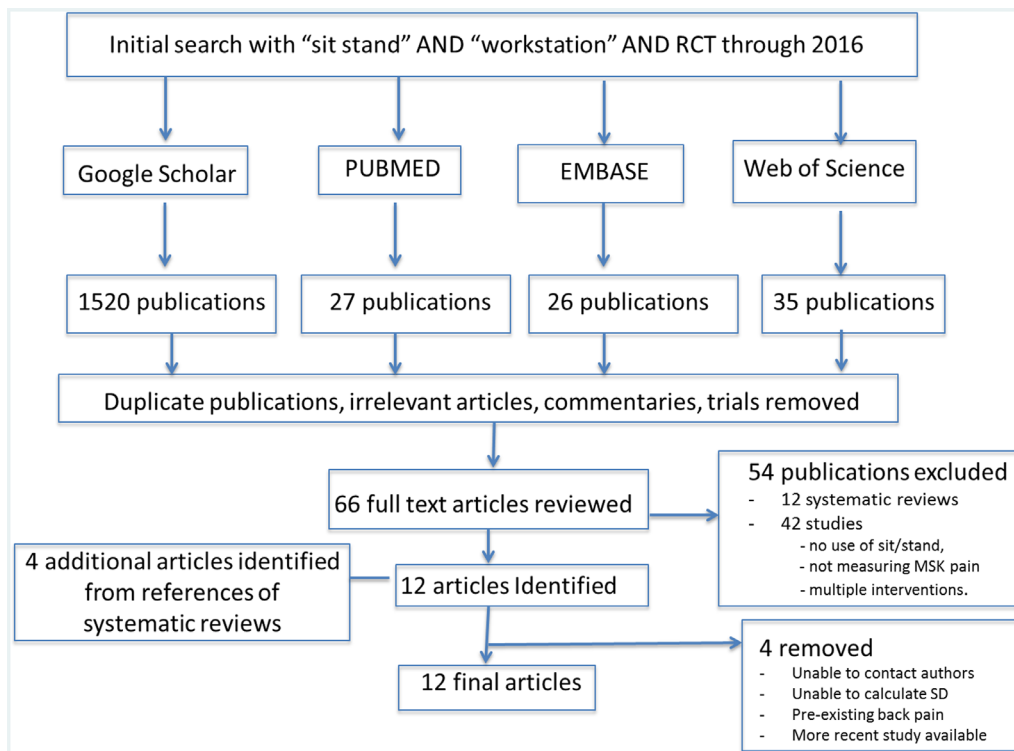 Initial search with “sit stand” AND “workstation” AND RCT through 2016
Google Scholar
PUBMED
EMBASE
Web of Science
1520 publications
27 publications
26 publications
35 publications
Duplicate publications, irrelevant articles, commentaries, trials removed
66 full text articles reviewed
54 publications excluded
- 12 systematic reviews
- 42 studies
- no use of sit/stand,
- not measuring MSK pain
- multiple interventions.
4 additional articles identified
from references of
systematic reviews
12 articles Identified
4 removed
- Unable to contact authors
- Unable to calculate SD
- Pre-existing back pain
- More recent study available
12 final articles